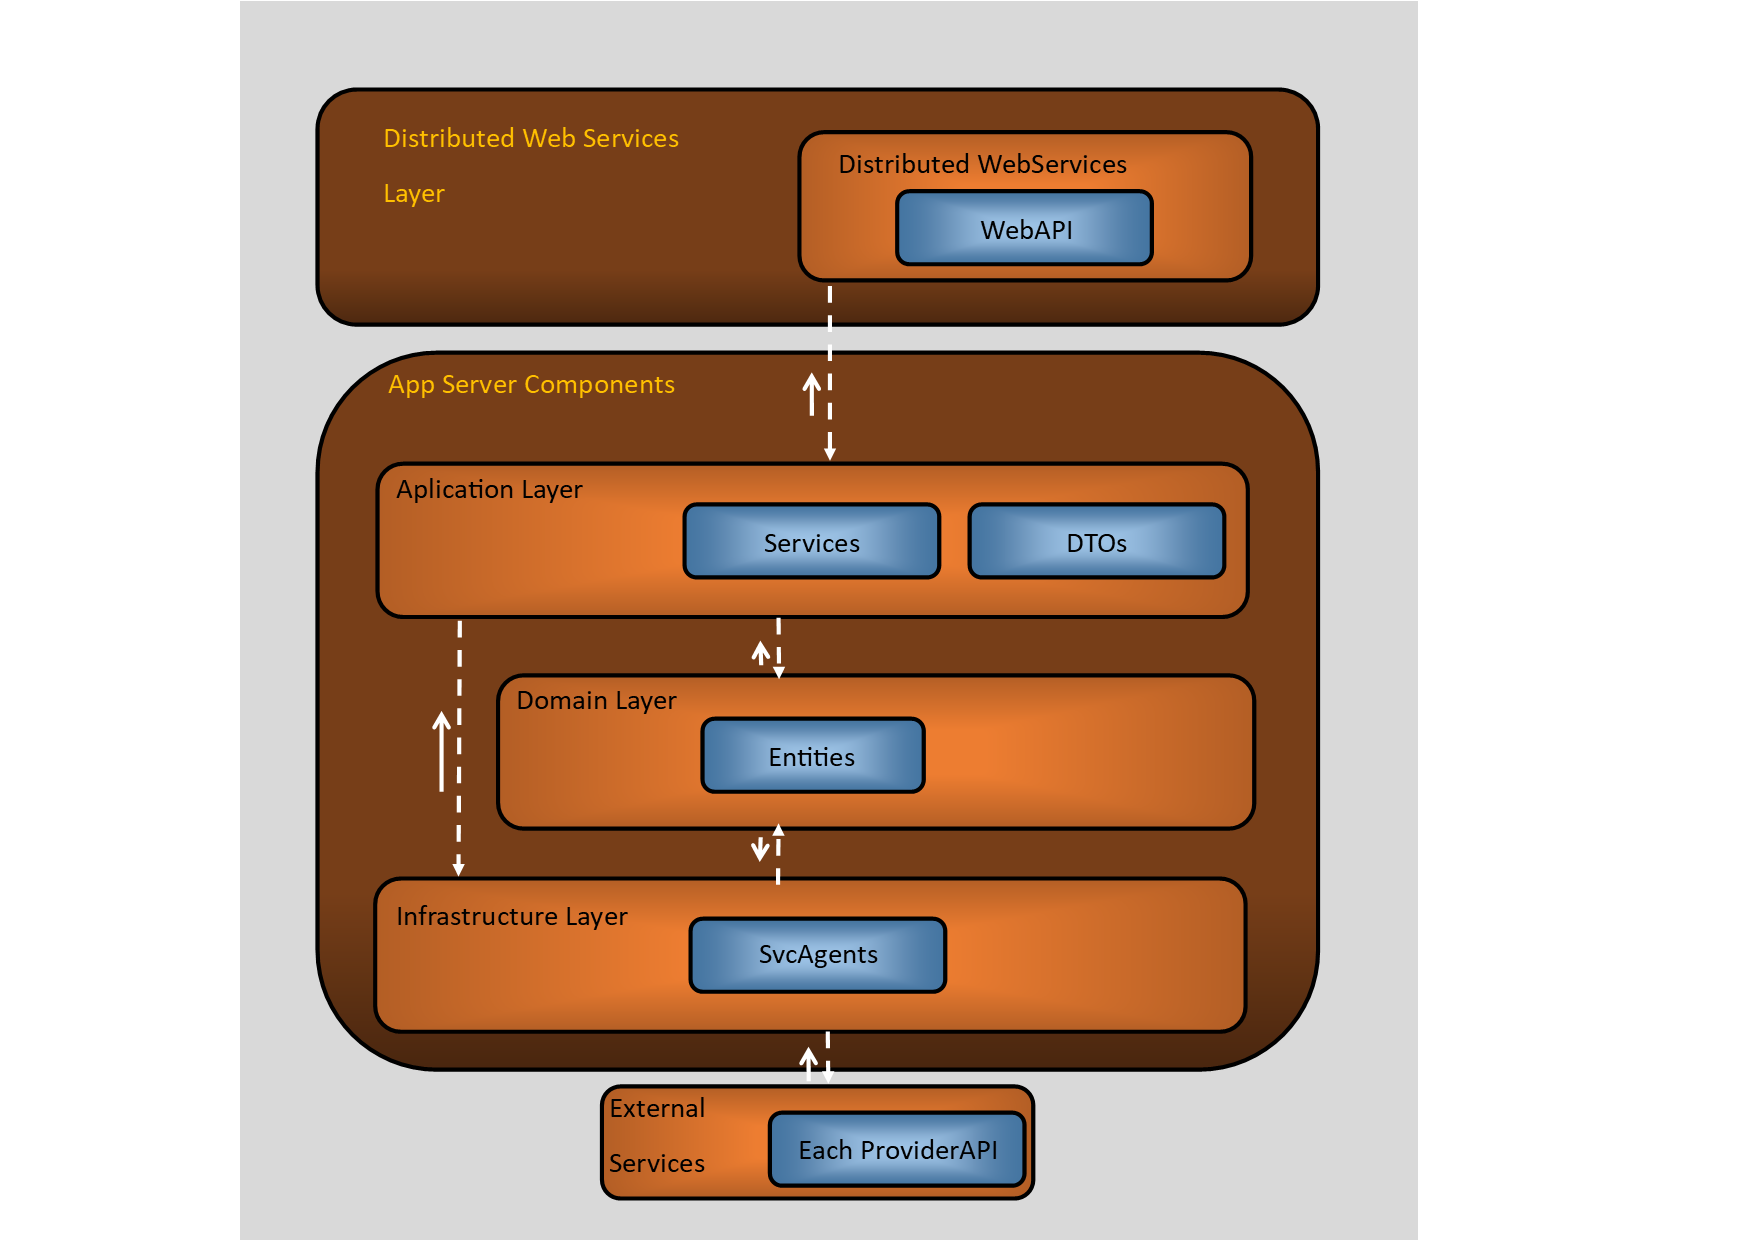 Distributed Web Services
Layer
Distributed WebServices
WebAPI
App Server Components
Aplication Layer
Services
DTOs
Domain Layer
Entities
Infrastructure Layer
SvcAgents
External
Services
Each ProviderAPI